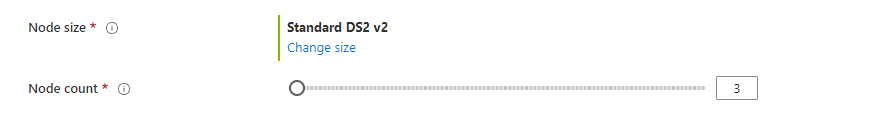 Node size *
Standard DS2 v2
Change size
Node count *
3